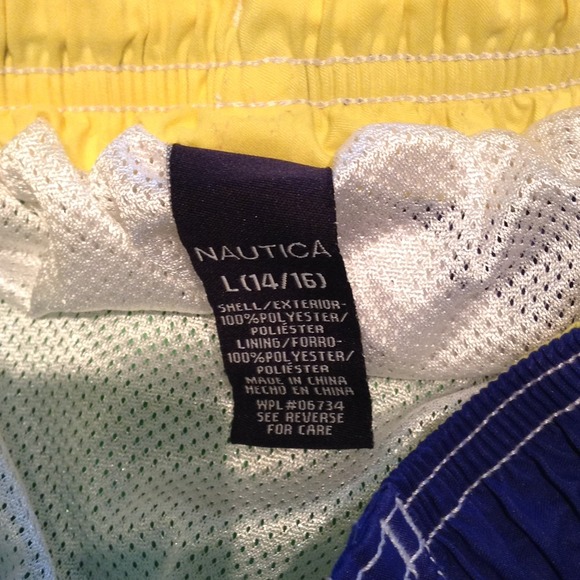 NAUTICA
L (14/16)
SHELL/EXTERIOR-
100%POLYESTER/
POLIÉSTER
LINING/FORRO-
100%POLYESTER/
POLIÉSTER
MADE IN CHINA
HECHO EN CHINA
WPL #06734
SEE REVERSE
FOR CARE